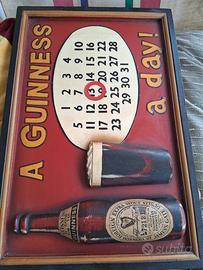 A GUINNESS
1 2 3 4
5 6 7 8 9 10
11 12 13 14 15 16
17 18 19 20 21 22
23 24 25 26 27 28
29 30 31
a day!
GUINNESS
subito